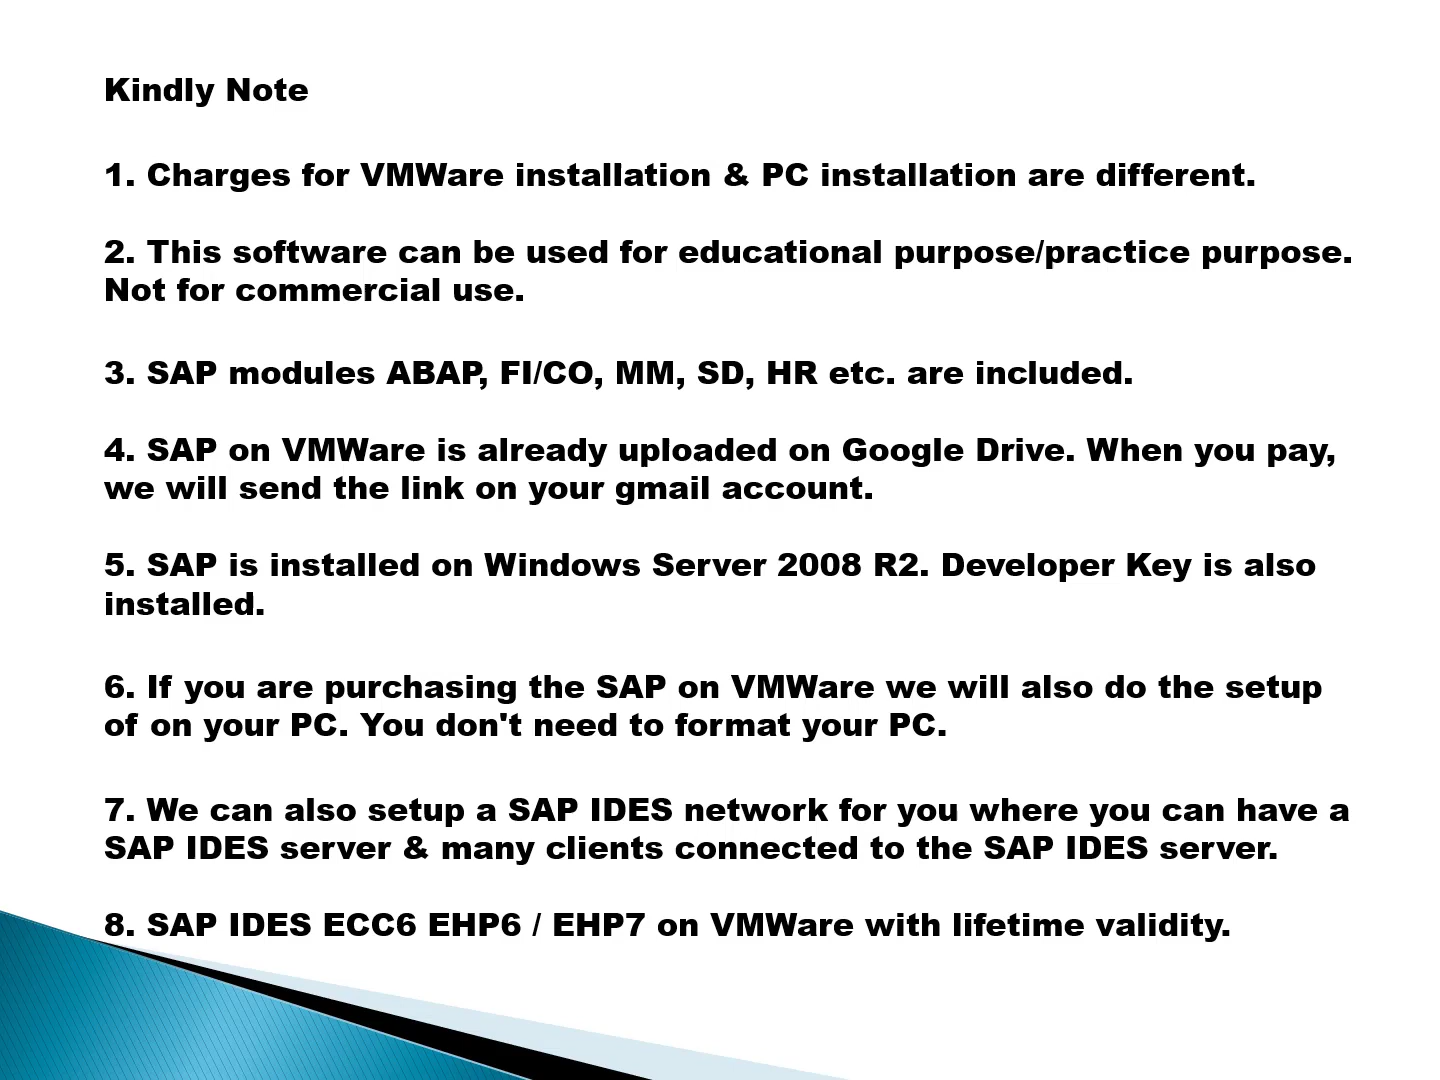 Kindly Note
1. Charges for VMWare installation & PC installation are different.
2. This software can be used for educational purpose/practice purpose.
Not for commercial use.
3. SAP modules ABAP, FI/CO, MM, SD, HR etc. are included.
4. SAP on VMWare is already uploaded on Google Drive. When you pay,
we will send the link on your gmail account.
5. SAP is installed on Windows Server 2008 R2. Developer Key is also
installed.
6. If you are purchasing the SAP on VMWare we will also do the setup
of on your PC. You don't need to format your PC.
7. We can also setup a SAP IDES network for you where you can have a
SAP IDES server & many clients connected to the SAP IDES server.
8. SAP IDES ECC6 EHP6 / EHP7 on VMWare with lifetime validity.